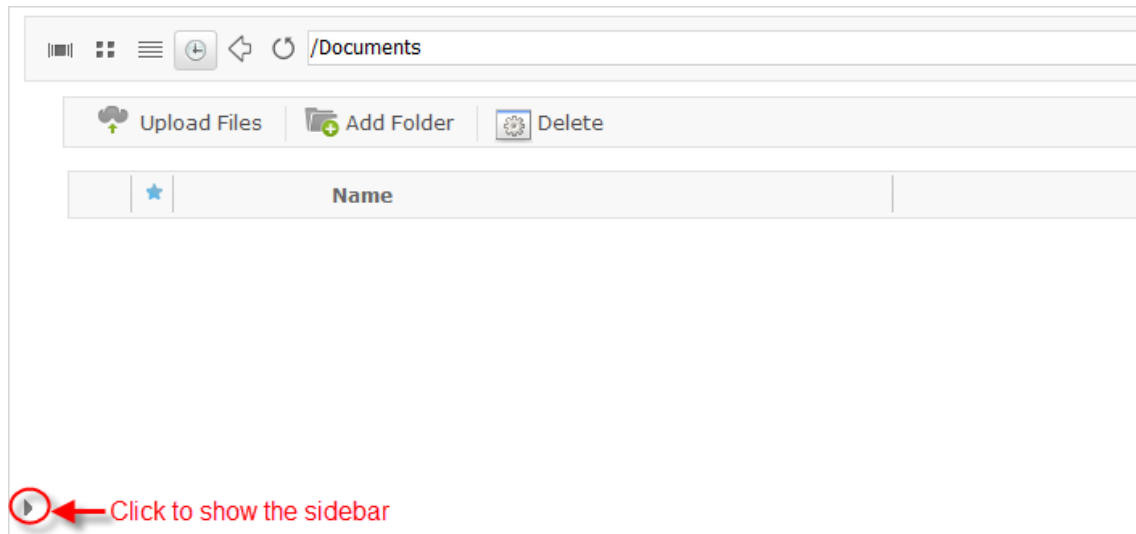 /Documents
Upload Files Add Folder Delete
Name
Click to show the sidebar